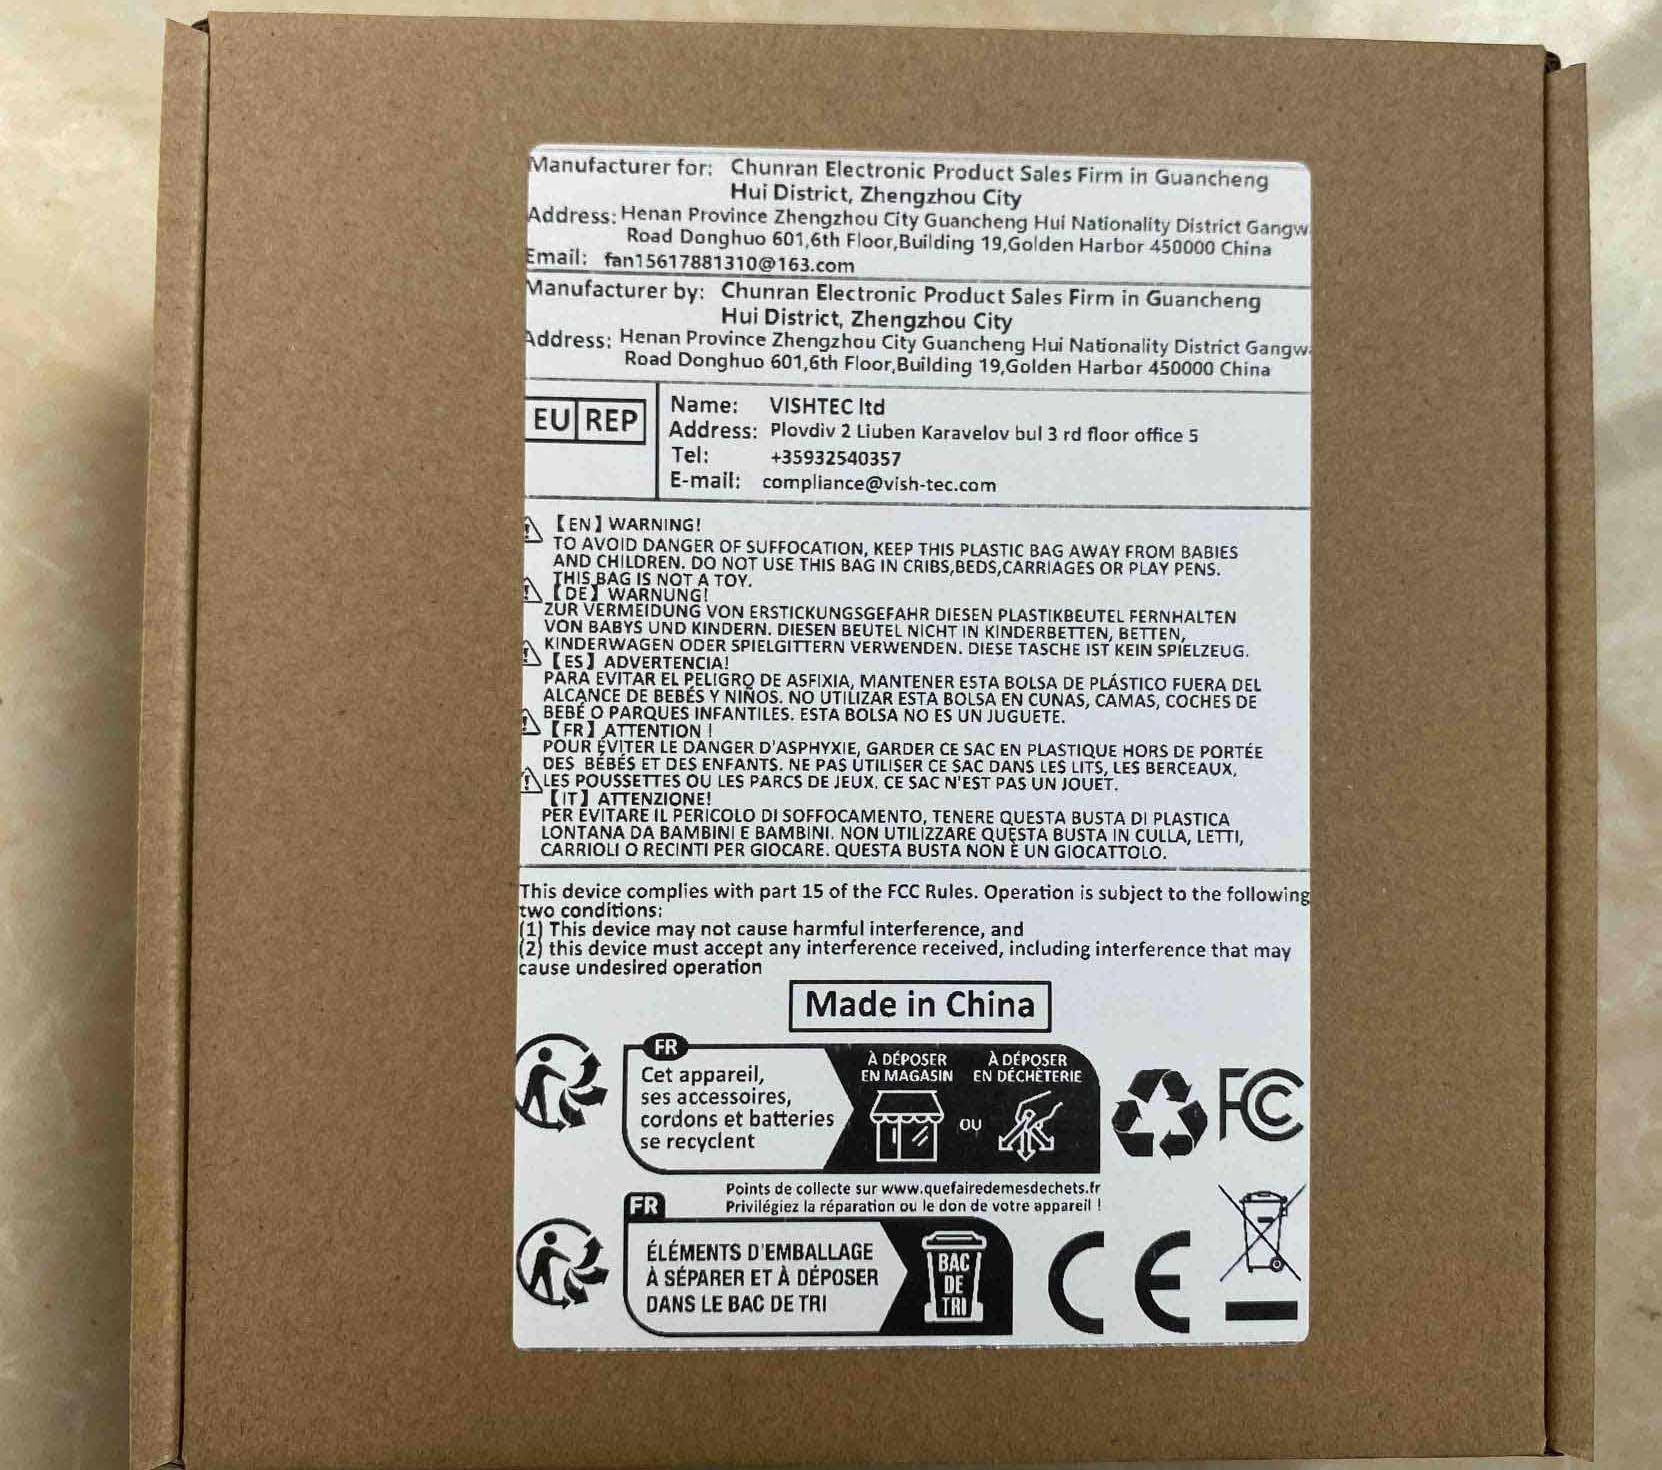 Manufacturer for: Chunran Electronic Product Sales Firm in Guancheng
Hui District, Zhengzhou City
Address: Henan Province Zhengzhou City Guancheng Hui Nationality District Gangw
Road Donghuo 601,6th Floor,Building 19,Golden Harbor 450000 China
Email: fan15617881310@163.com
Manufacturer by: Chunran Electronic Product Sales Firm in Guancheng
Hui District, Zhengzhou City
Address: Henan Province Zhengzhou City Guancheng Hui Nationality District Gangw
Road Donghuo 601,6th Floor,Building 19,Golden Harbor 450000 China
EU REP
Name: VISHTEC ltd
Address: Plovdiv 2 Liuben Karavelov bul 3 rd floor office 5
Tel: +35932540357
E-mail: compliance@vish-tec.com
【EN】WARNING!
TO AVOID DANGER OF SUFFOCATION, KEEP THIS PLASTIC BAG AWAY FROM BABIES
AND CHILDREN. DO NOT USE THIS BAG IN CRIBS,BEDS,CARRIAGES OR PLAY PENS.
THIS BAG IS NOT A TOY.
【DE】WARNUNG!
ZUR VERMEIDUNG VON ERSTICKUNGSGEFAHR DIESEN PLASTIKBEUTEL FERNHALTEN
VON BABYS UND KINDERN. DIESEN BEUTEL NICHT IN KINDERBETTEN, BETTEN,
KINDERWAGEN ODER SPIELGITTERN VERWENDEN. DIESE TASCHE IST KEIN SPIELZEUG.
【ES】ADVERTENCIA!
PARA EVITAR EL PELIGRO DE ASFIXIA, MANTENER ESTA BOLSA DE PLÁSTICO FUERA DEL
ALCANCE DE BEBÉS Y NIÑOS. NO UTILIZAR ESTA BOLSA EN CUNAS, CAMAS, COCHES DE
BEBÉ O PARQUES INFANTILES. ESTA BOLSA NO ES UN JUGUETE.
【FR】ATTENTION !
POUR ÉVITER LE DANGER D'ASPHYXIE, GARDER CE SAC EN PLASTIQUE HORS DE PORTÉE
DES BÉBÉS ET DES ENFANTS. NE PAS UTILISER CE SAC DANS LES LITS, LES BERCEAUX,
LES POUSSETTES OU LES PARCS DE JEUX. CE SAC N'EST PAS UN JOUET.
【IT】ATTENZIONE!
PER EVITARE IL PERICOLO DI SOFFOCAMENTO, TENERE QUESTA BUSTA DI PLASTICA
LONTANA DA BAMBINI E BAMBINI. NON UTILIZZARE QUESTA BUSTA IN CULLA, LETTI,
CARRIOLI O RECINTI PER GIOCARE. QUESTA BUSTA NON È UN GIOCATTOLO.
This device complies with part 15 of the FCC Rules. Operation is subject to the following
two conditions:
(1) This device may not cause harmful interference, and
(2) this device must accept any interference received, including interference that may
cause undesired operation
Made in China
FR
Cet appareil,
ses accessoires,
cordons et batteries
se recyclent
À DÉPOSER
EN MAGASIN
OU
À DÉPOSER
EN DÉCHÈTERIE
FC
Points de collecte sur www.quefairedemesdechets.fr
Privilégiez la réparation ou le don de votre appareil !
FR
ÉLÉMENTS D'EMBALLAGE
À SÉPARER ET À DÉPOSER
DANS LE BAC DE TRI
BAC
DE
TRI
CE